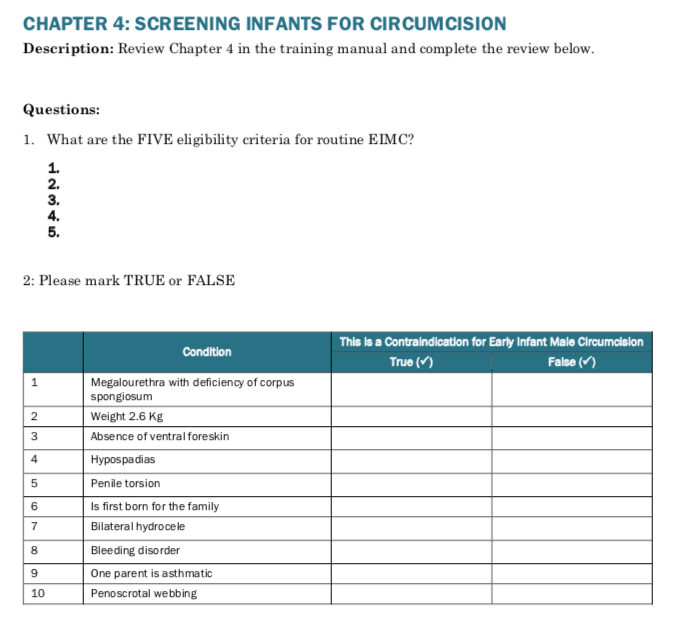 CHAPTER 4: SCREENING INFANTS FOR CIRCUMCISION
Description: Review Chapter 4 in the training manual and complete the review below.
Questions:
1. What are the FIVE eligibility criteria for routine EIMC?
1.
2.
3.
4.
5.
2: Please mark TRUE or FALSE
Condition
This is a Contraindication for Early Infant Male Circumcision
True (✓) False (✓)
1 Megalourethra with deficiency of corpus
spongiosum
2 Weight 2.6 Kg
3 Absence of ventral foreskin
4 Hypospadias
5 Penile torsion
6 Is first born for the family
7 Bilateral hydrocele
8 Bleeding disorder
9 One parent is asthmatic
10 Penoscrotal webbing